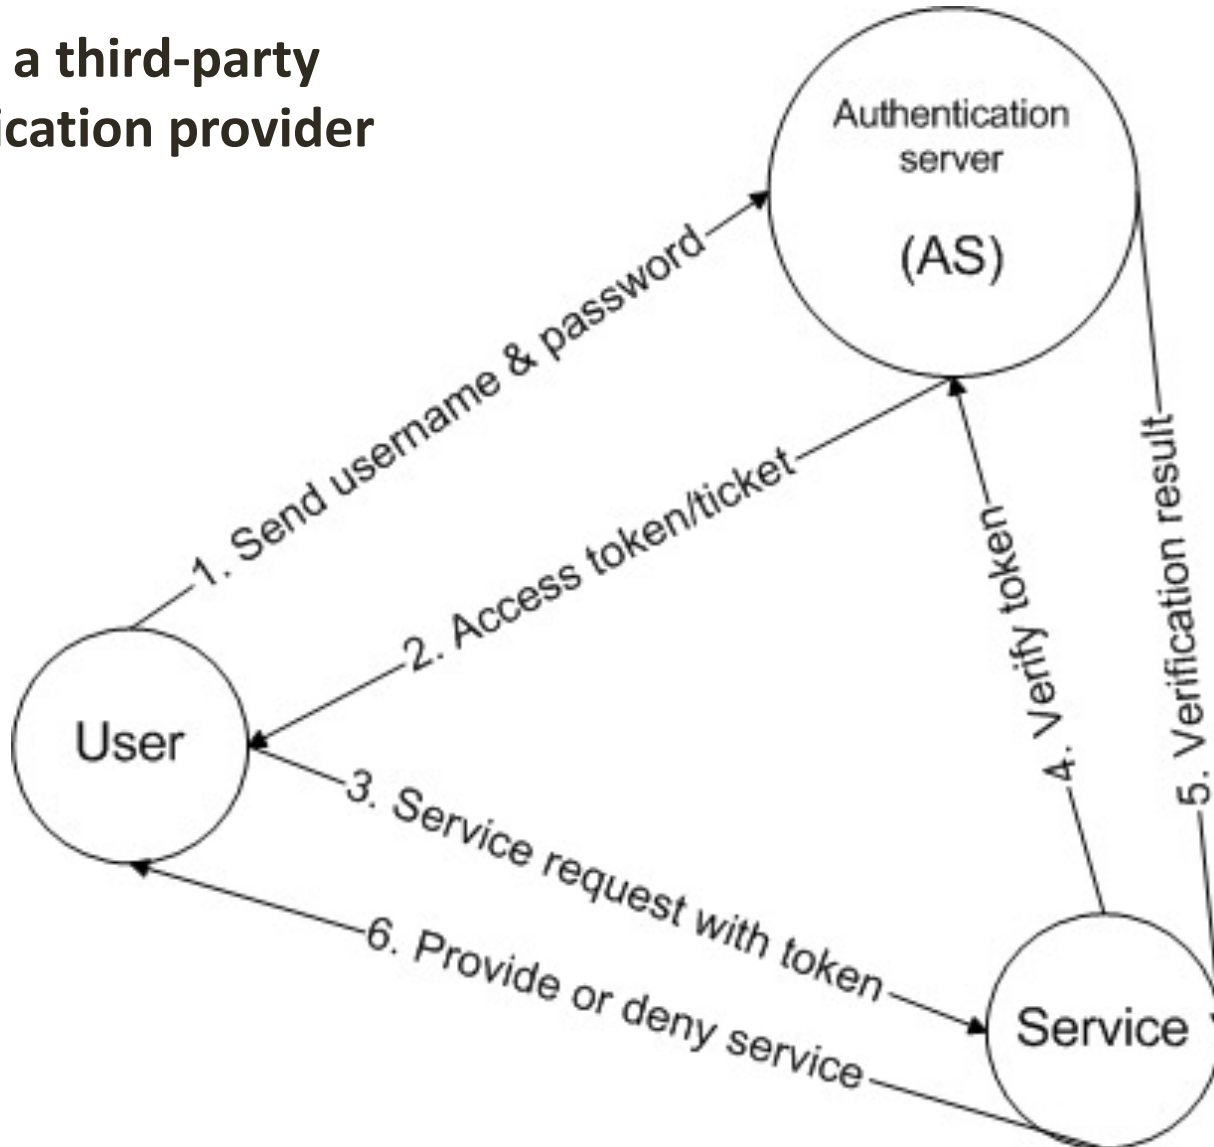 a third-party
ication provider
Authentication
server
(AS)
1. Send username & password
2. Access token/ticket
4. Verify token
5. Verification result
User
3. Service request with token
6. Provide or deny service
Service